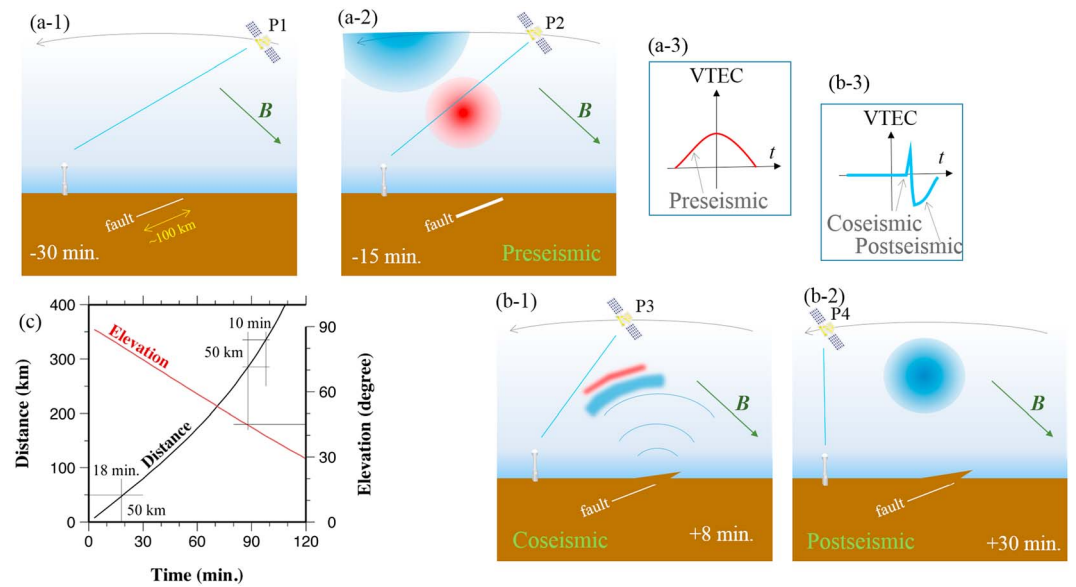 (a-1)
P1
B
fault
~100 km
-30 min.
(a-2)
P2
B
fault
-15 min.
Preseismic
(a-3)
VTEC
t
Preseismic
(b-3)
VTEC
t
Coseismic
Postseismic
(c)
400
300
200
100
0
Distance (km)
0 30 60 90 120
Time (min.)
90
60
30
0
Elevation (degree)
Elevation
Distance
10 min.
50 km
18 min.
50 km
(b-1)
P3
B
fault
Coseismic
+8 min.
(b-2)
P4
B
fault
Postseismic
+30 min.